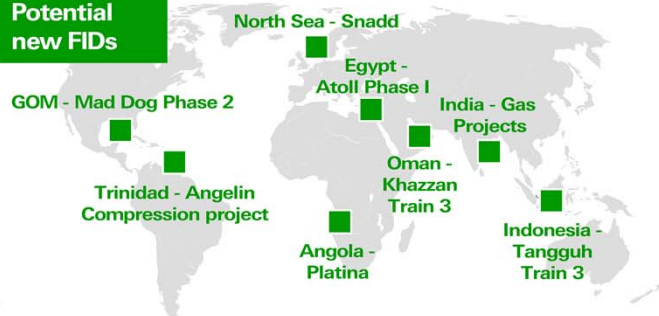 Potential
new FIDs
North Sea - Snadd
Egypt -
Atoll Phase I
GOM - Mad Dog Phase 2
India - Gas
Projects
Oman -
Khazzan
Train 3
Trinidad - Angelin
Compression project
Angola -
Platina
Indonesia -
Tangguh
Train 3